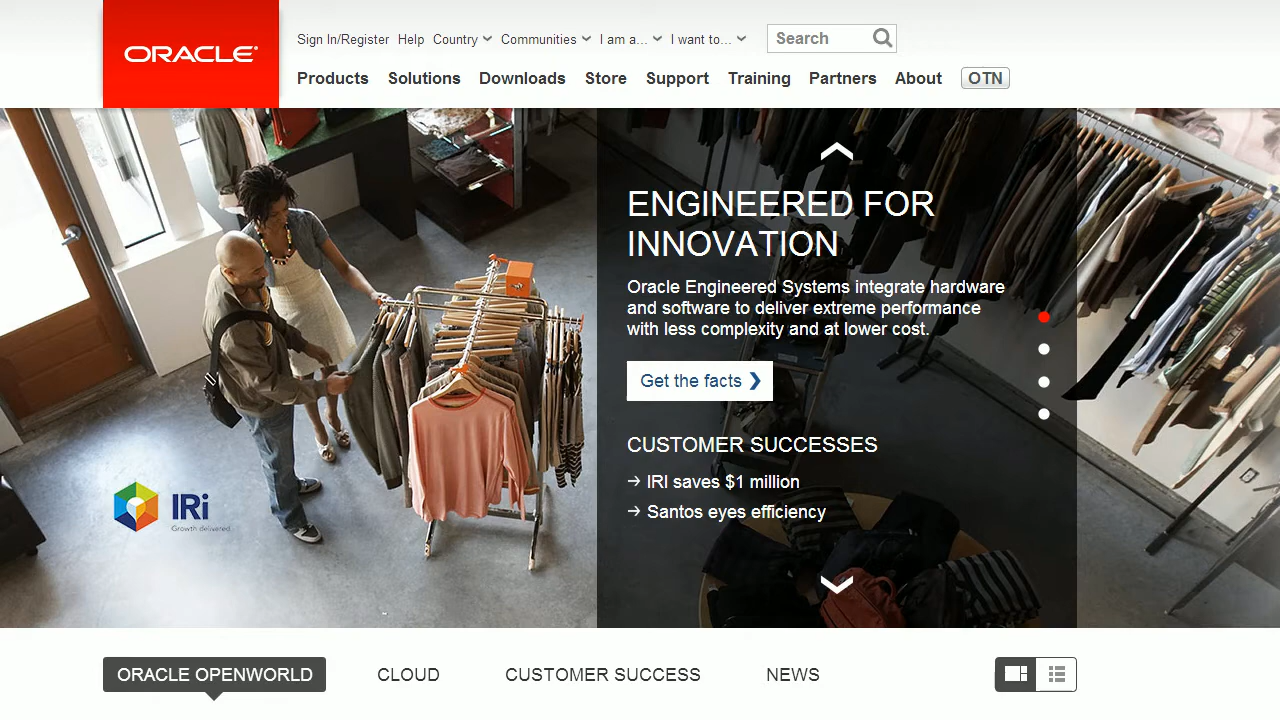 ORACLE
Sign In/Register Help Country Communities I am a... I want to... Search
Products Solutions Downloads Store Support Training Partners About OTN
ENGINEERED FOR
INNOVATION
Oracle Engineered Systems integrate hardware
and software to deliver extreme performance
with less complexity and at lower cost.
Get the facts
CUSTOMER SUCCESSES
→ IRI saves $1 million
→ Santos eyes efficiency
IRi
Growth delivered.
ORACLE OPENWORLD CLOUD CUSTOMER SUCCESS NEWS